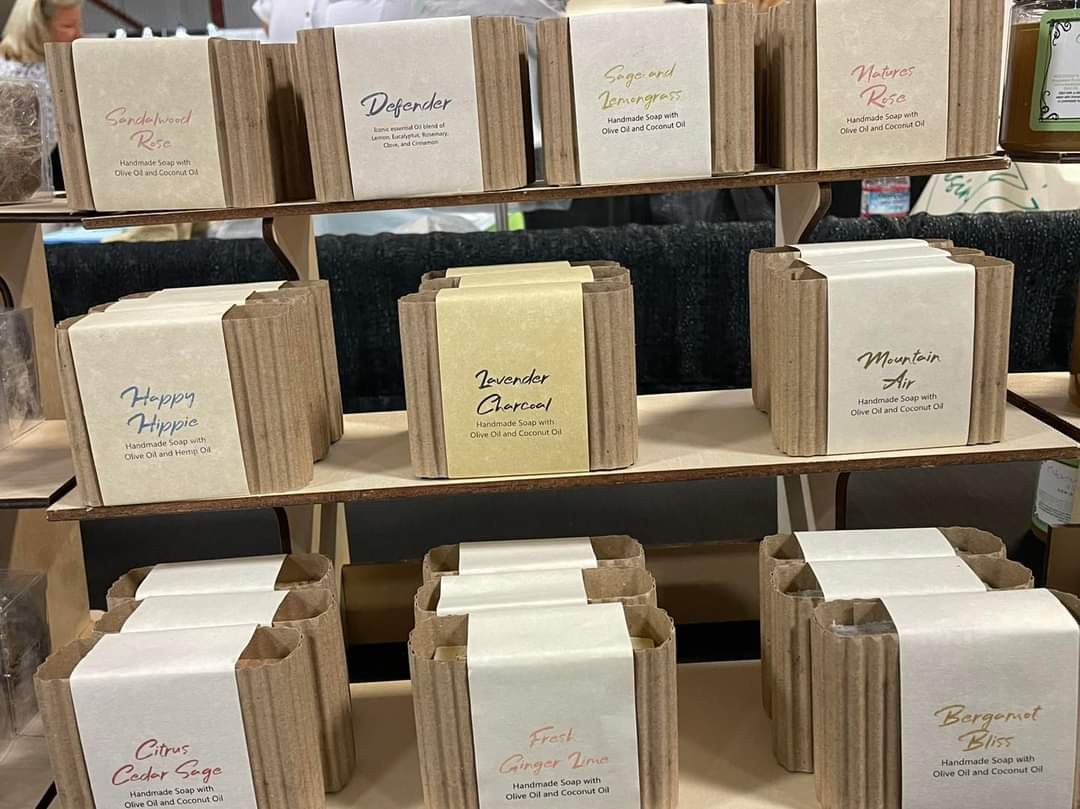 Sandalwood
Rose
Handmade Soap with
Olive Oil and Coconut Oil
Defender
Iconic essential Oil blend of
Lemon, Eucalyptus, Rosemary,
Clove, and Cinnamon
Sage and
Lemongrass
Handmade Soap with
Olive Oil and Coconut Oil
Natures
Rose
Handmade Soap with
Olive Oil and Coconut Oil
Happy
Hippie
Handmade Soap with
Olive Oil and Hemp Oil
Lavender
Charcoal
Handmade Soap with
Olive Oil and Coconut Oil
Mountain
Air
Handmade Soap with
Olive Oil and Coconut Oil
Citrus
Cedar Sage
Handmade Soap with
Olive Oil and Coconut Oil
Fresh
Ginger Lime
Handmade Soap with
Olive Oil and Coconut Oil
Bergamot
Bliss
Handmade Soap with
Olive Oil and Coconut Oil